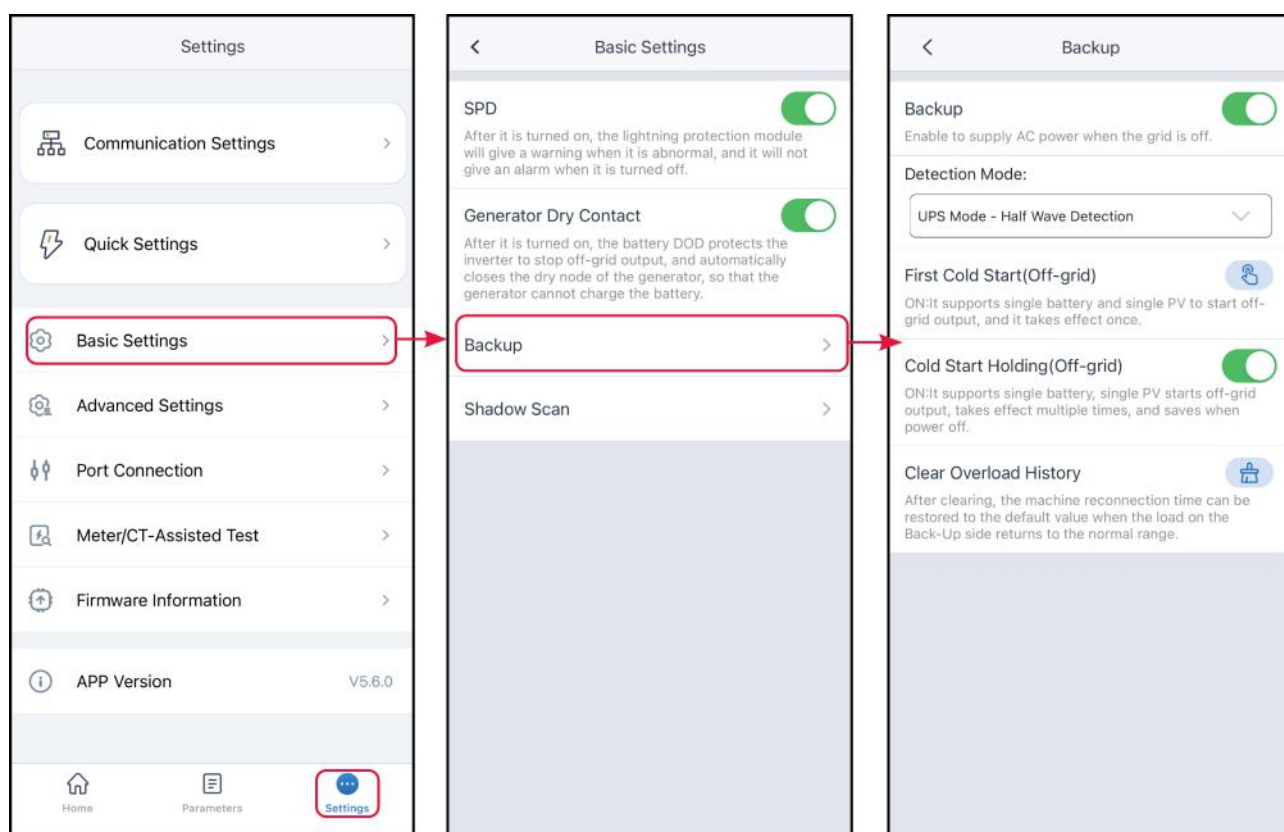 Settings
Communication Settings
Quick Settings
Basic Settings
Advanced Settings
Port Connection
Meter/CT-Assisted Test
Firmware Information
APP Version
V5.6.0
Home
Parameters
Settings
Basic Settings
SPD
After it is turned on, the lightning protection module
will give a warning when it is abnormal, and it will not
give an alarm when it is turned off.
Generator Dry Contact
After it is turned on, the battery DOD protects the
inverter to stop off-grid output, and automatically
closes the dry node of the generator, so that the
generator cannot charge the battery.
Backup
Shadow Scan
Backup
Backup
Enable to supply AC power when the grid is off.
Detection Mode:
UPS Mode - Half Wave Detection
First Cold Start(Off-grid)
ON:It supports single battery and single PV to start off-
grid output, and it takes effect once.
Cold Start Holding(Off-grid)
ON:It supports single battery, single PV starts off-grid
output, takes effect multiple times, and saves when
power off.
Clear Overload History
After clearing, the machine reconnection time can be
restored to the default value when the load on the
Back-Up side returns to the normal range.